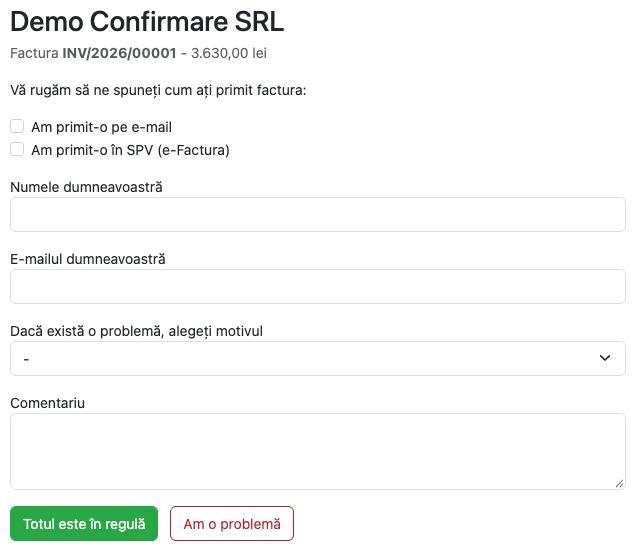 Demo Confirmare SRL
Factura INV/2026/00001 - 3.630,00 lei
Vă rugăm să ne spuneți cum ați primit factura:
Am primit-o pe e-mail
Am primit-o în SPV (e-Factura)
Numele dumneavoastră
E-mailul dumneavoastră
Dacă există o problemă, alegeți motivul
-
Comentariu
Totul este în regulă Am o problemă